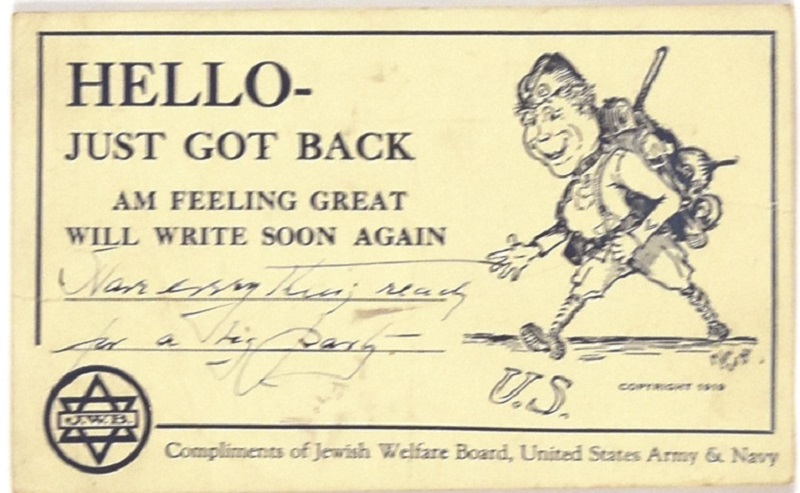 HELLO-
JUST GOT BACK
AM FEELING GREAT
WILL WRITE SOON AGAIN
Have everything ready
for a big party.
U.S.
COPYRIGHT 1919
J.W.B.
Compliments of Jewish Welfare Board, United States Army & Navy